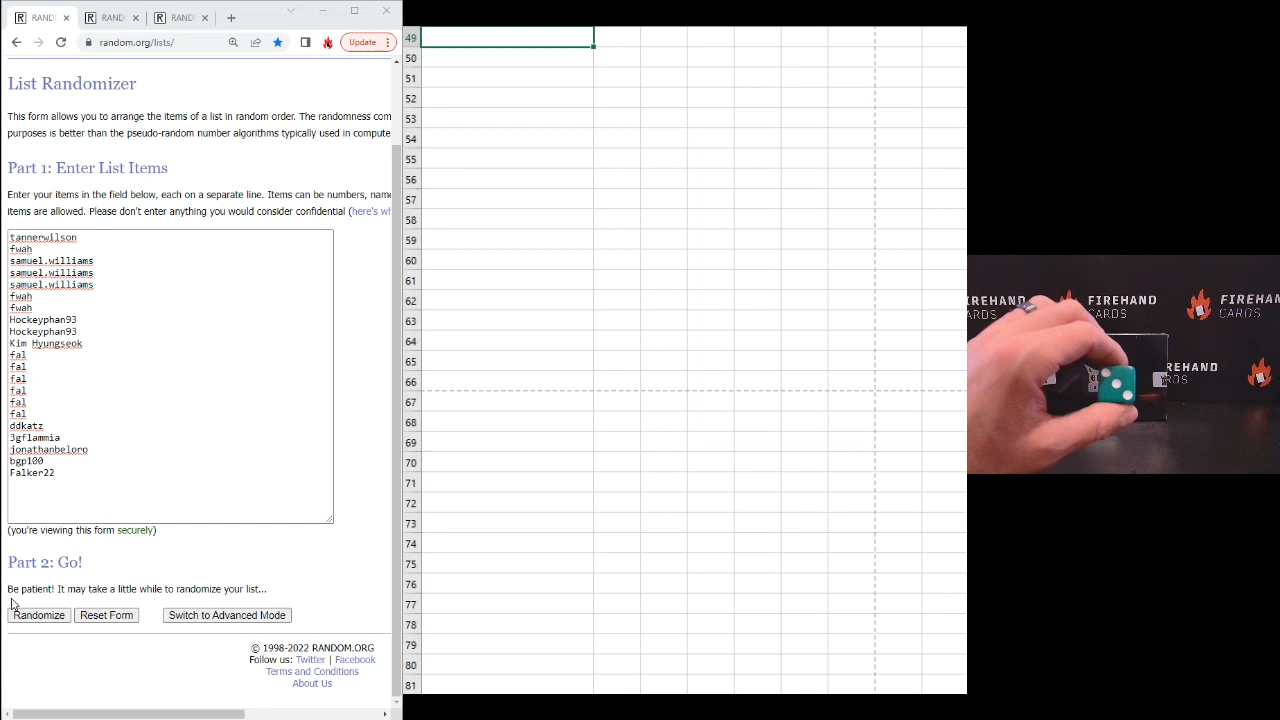 RAND
RAND
RAND
random.org/lists/
Update
List Randomizer
This form allows you to arrange the items of a list in random order. The randomness com
purposes is better than the pseudo-random number algorithms typically used in compute
Part 1: Enter List Items
Enter your items in the field below, each on a separate line. Items can be numbers, name
items are allowed. Please don't enter anything you would consider confidential (here's wh
tannerwilson
fwah
samuel.williams
samuel.williams
samuel.williams
fwah
fwah
Hockeyphan93
Hockeyphan93
Kim Hyungseok
fal
fal
fal
fal
fal
fal
ddkatz
3gflammia
jonathanbeloro
bgp100
Falker22
(you're viewing this form securely)
Part 2: Go!
Be patient! It may take a little while to randomize your list...
Randomize Reset Form Switch to Advanced Mode
© 1998-2022 RANDOM.ORG
Follow us: Twitter | Facebook
Terms and Conditions
About Us
49
50
51
52
53
54
55
56
57
58
59
60
61
62
63
64
65
66
67
68
69
70
71
72
73
74
75
76
77
78
79
80
81
IREHAND
CARDS
FIREHAND
CARDS
FIREHAN
CARDS
IREHAND
RDS